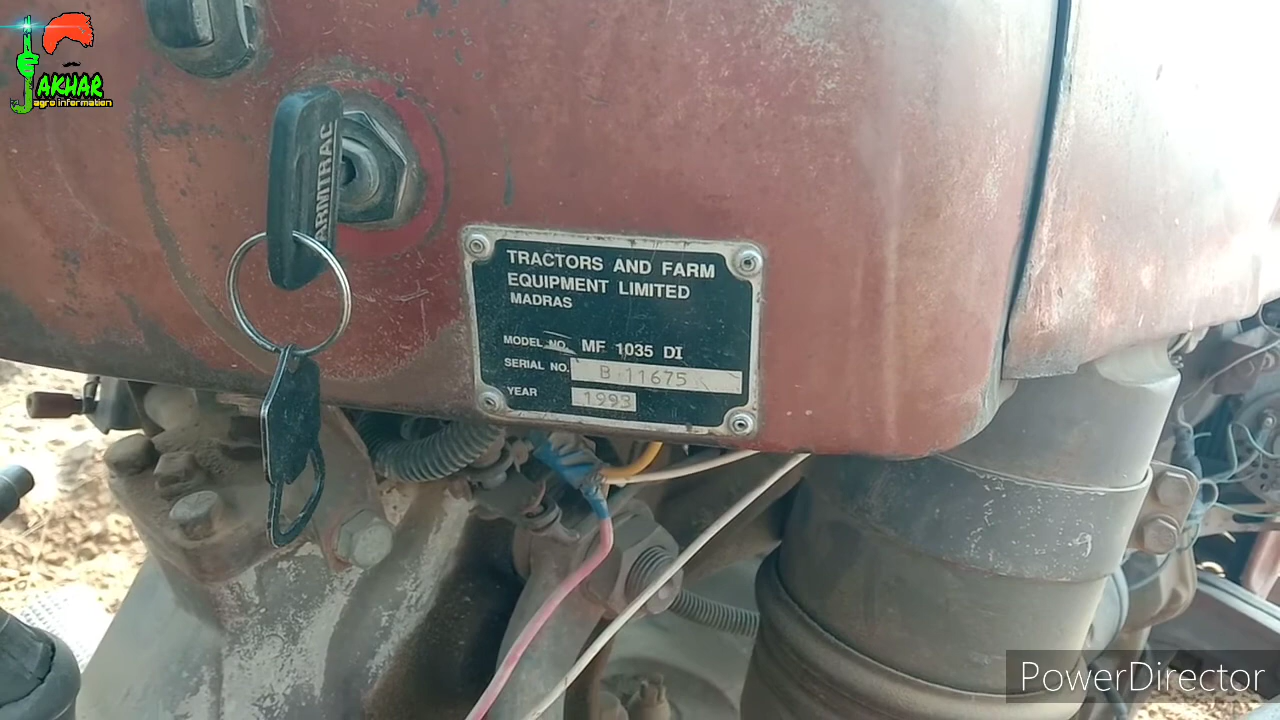 JAKHAR
agro information
ARMTRAC
TRACTORS AND FARM
EQUIPMENT LIMITED
MADRAS
MODEL NO. MF 1035 DI
SERIAL NO. B 11675
YEAR 1993
PowerDirector